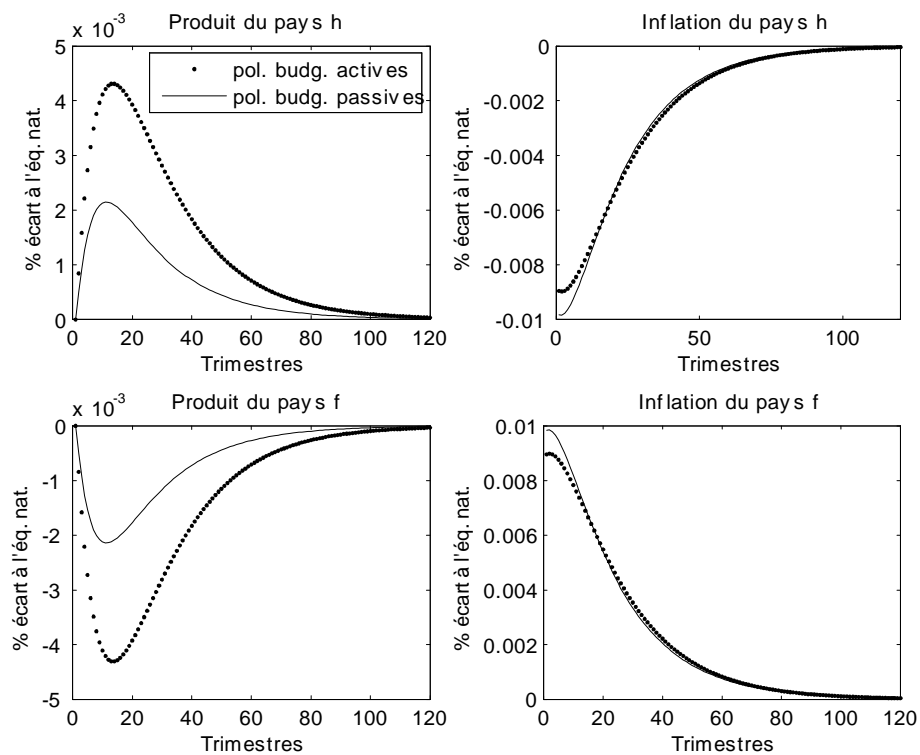 x 10-3
Produit du pays h
5
4
3
2
1
0
% écart à l'éq. nat.
pol. budg. actives
pol. budg. passives
0 20 40 60 80 100 120
Trimestres
Inflation du pays h
0
-0.002
-0.004
-0.006
-0.008
-0.01
% écart à l'éq. nat.
0 50 100
Trimestres
x 10-3
Produit du pays f
0
-1
-2
-3
-4
-5
% écart à l'éq. nat.
0 20 40 60 80 100 120
Trimestres
Inflation du pays f
0.01
0.008
0.006
0.004
0.002
0
% écart à l'éq. nat.
0 20 40 60 80 100 120
Trimestres